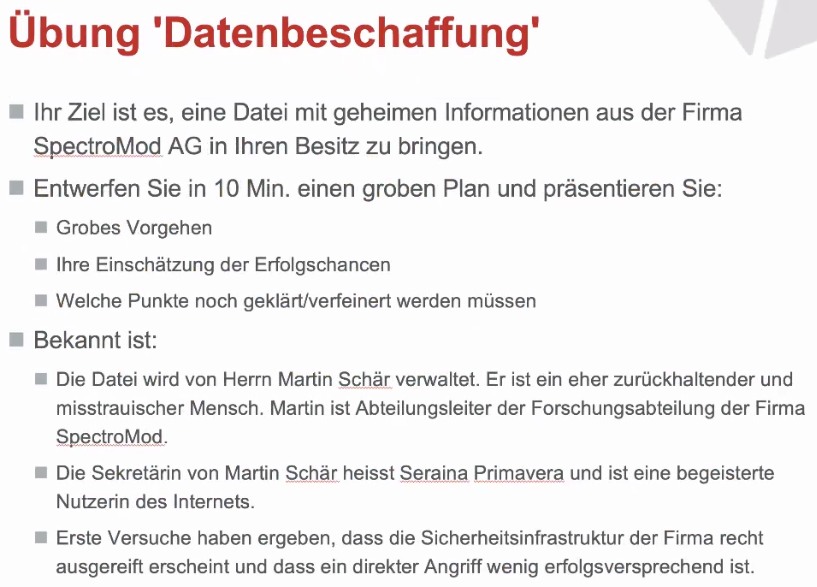 Übung 'Datenbeschaffung'
Ihr Ziel ist es, eine Datei mit geheimen Informationen aus der Firma
SpectroMod AG in Ihren Besitz zu bringen.
Entwerfen Sie in 10 Min. einen groben Plan und präsentieren Sie:
Grobes Vorgehen
Ihre Einschätzung der Erfolgschancen
Welche Punkte noch geklärt/verfeinert werden müssen
Bekannt ist:
Die Datei wird von Herrn Martin Schär verwaltet. Er ist ein eher zurückhaltender und
misstrauischer Mensch. Martin ist Abteilungsleiter der Forschungsabteilung der Firma
SpectroMod.
Die Sekretärin von Martin Schär heisst Seraina Primavera und ist eine begeisterte
Nutzerin des Internets.
Erste Versuche haben ergeben, dass die Sicherheitsinfrastruktur der Firma recht
ausgereift erscheint und dass ein direkter Angriff wenig erfolgsversprechend ist.